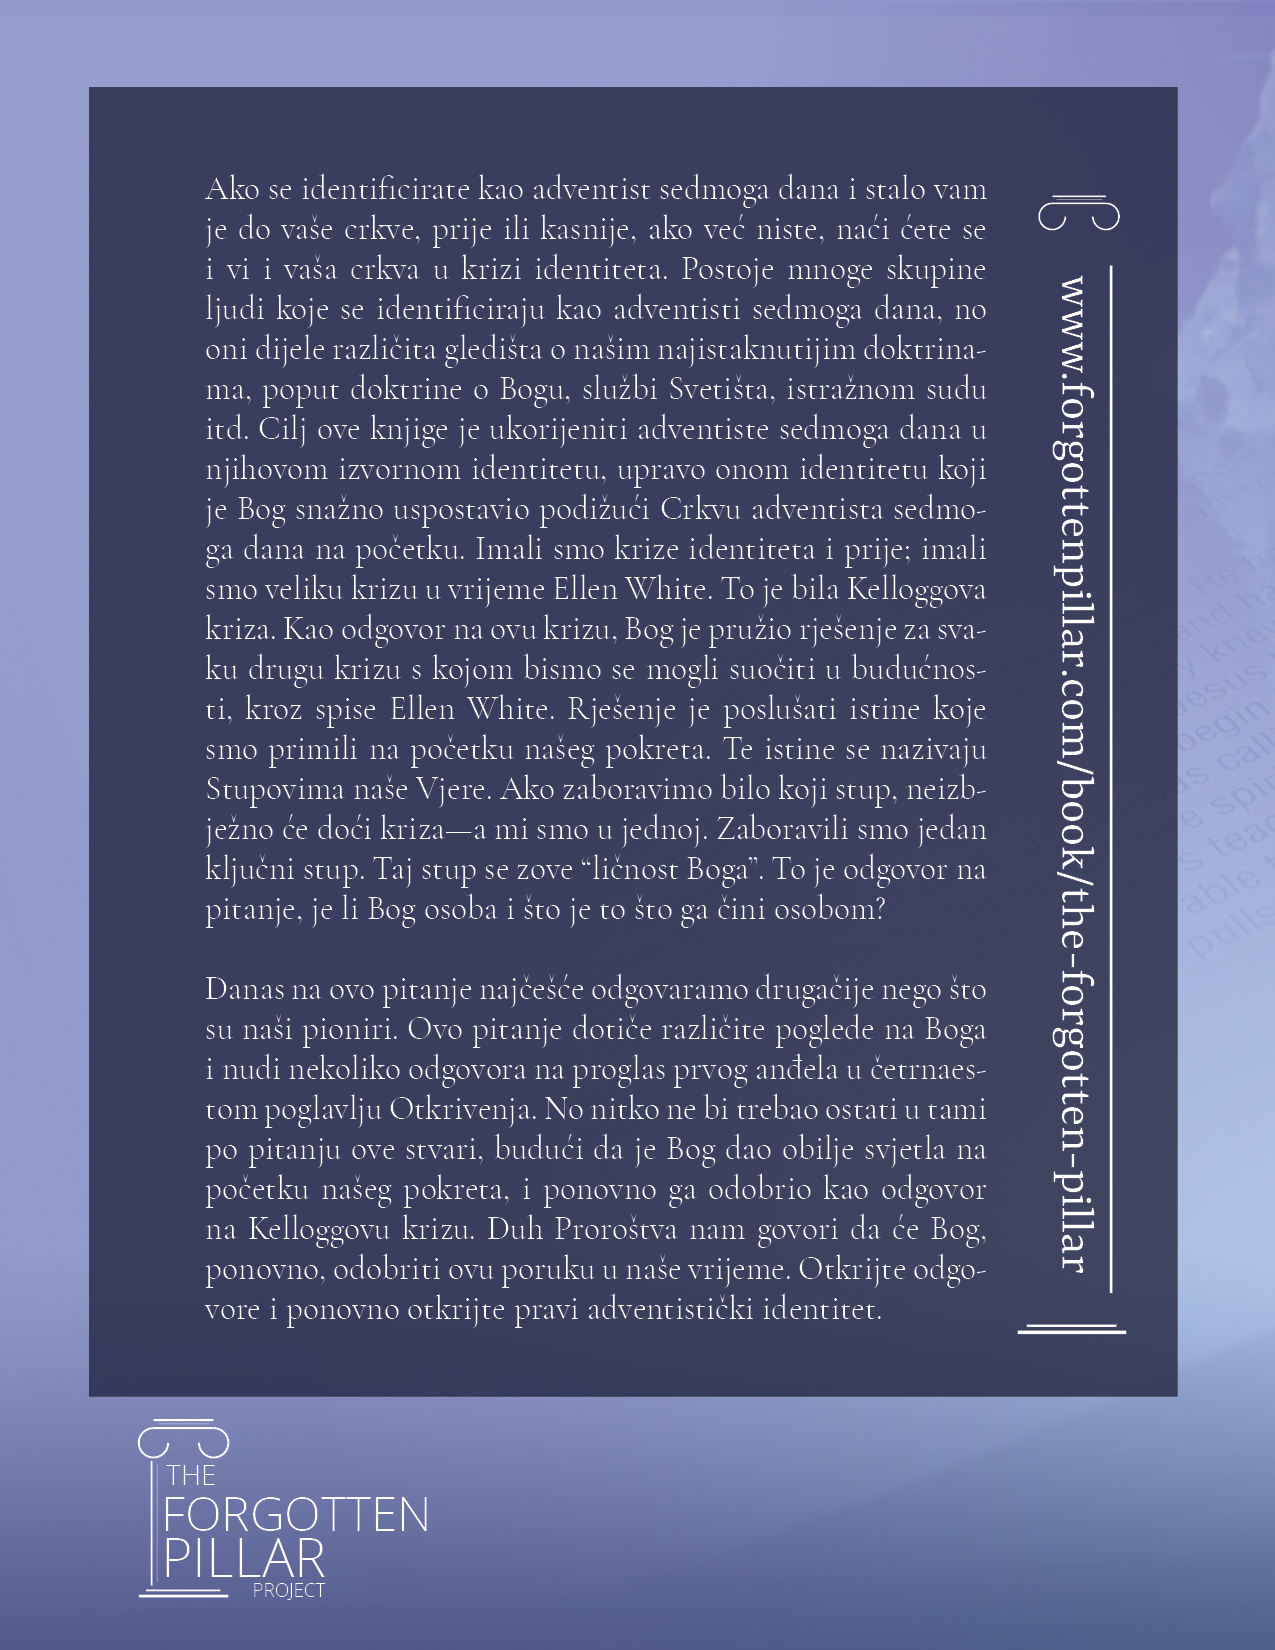 Ako se identificirate kao adventist sedmoga dana i stalo vam
je do vaše crkve, prije ili kasnije, ako već niste, naći ćete se
i vi i vaša crkva u krizi identiteta. Postoje mnoge skupine
ljudi koje se identificiraju kao adventisti sedmoga dana, no
oni dijele različita gledišta o našim najistaknutijim doktrina-
ma, poput doktrine o Bogu, službi Svetišta, istražnom sudu
itd. Cilj ove knjige je ukorijeniti adventiste sedmoga dana u
njihovom izvornom identitetu, upravo onom identitetu koji
je Bog snažno uspostavio podižući Crkvu adventista sedmo-
ga dana na početku. Imali smo krize identiteta i prije; imali
smo veliku krizu u vrijeme Ellen White. To je bila Kelloggova
kriza. Kao odgovor na ovu krizu, Bog je pružio rješenje za sva-
ku drugu krizu s kojom bismo se mogli suočiti u budućnos-
ti, kroz spise Ellen White. Rješenje je poslušati istine koje
smo primili na početku našeg pokreta. Te istine se nazivaju
Stupovima naše Vjere. Ako zaboravimo bilo koji stup, neizb-
ježno će doći kriza—a mi smo u jednoj. Zaboravili smo jedan
ključni stup. Taj stup se zove “ličnost Boga”. To je odgovor na
pitanje, je li Bog osoba i što je to što ga čini osobom?
Danas na ovo pitanje najčešće odgovaramo drugačije nego što
su naši pioniri. Ovo pitanje dotiče različite poglede na Boga
i nudi nekoliko odgovora na proglas prvog anđela u četrnaes-
tom poglavlju Otkrivenja. No nitko ne bi trebao ostati u tami
po pitanju ove stvari, budući da je Bog dao obilje svjetla na
početku našeg pokreta, i ponovno ga odobrio kao odgovor
na Kelloggovu krizu. Duh Proroštva nam govori da će Bog,
ponovno, odobriti ovu poruku u naše vrijeme. Otkrijte odgo-
vore i ponovno otkrijte pravi adventistički identitet.
www.forgottenpillar.com/book/the-forgotten-pillar
THE
FORGOTTEN
PILLAR
PROJECT